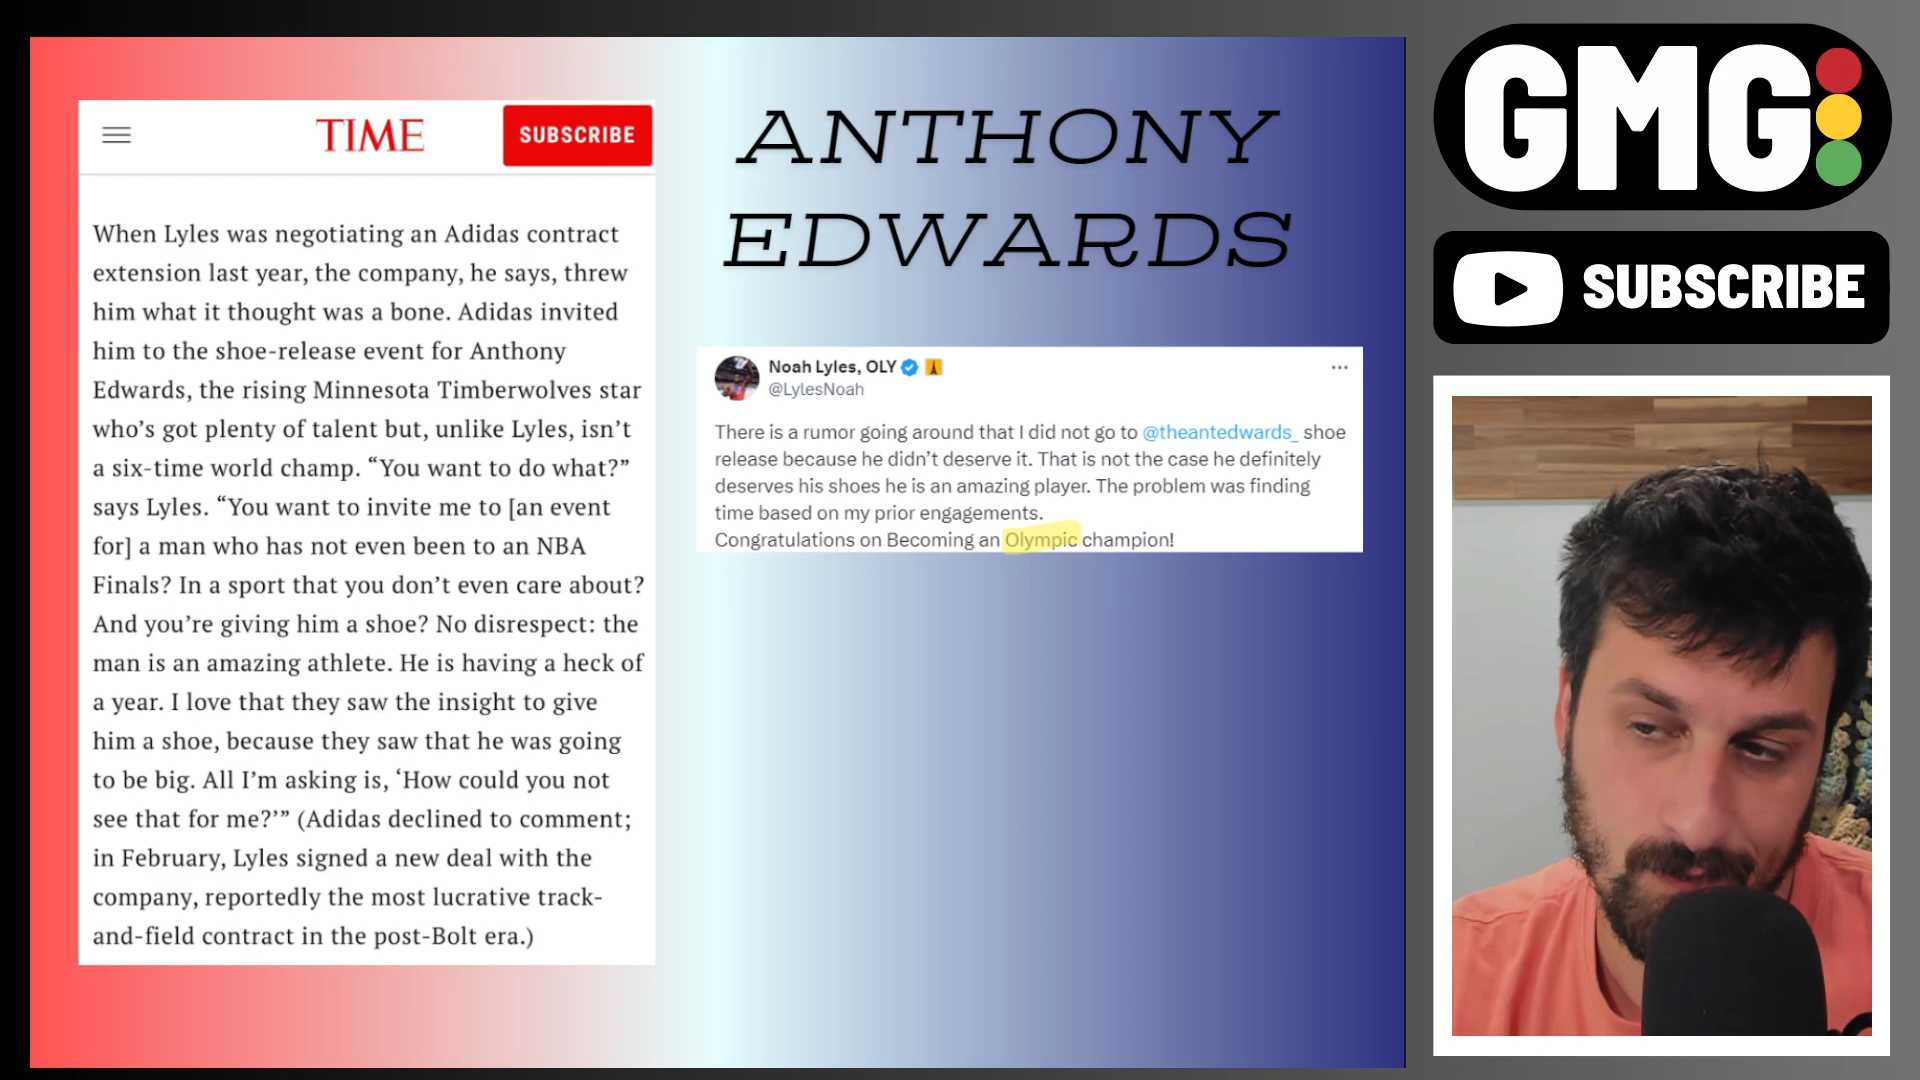 TIME
SUBSCRIBE
When Lyles was negotiating an Adidas contract
extension last year, the company, he says, threw
him what it thought was a bone. Adidas invited
him to the shoe-release event for Anthony
Edwards, the rising Minnesota Timberwolves star
who’s got plenty of talent but, unlike Lyles, isn’t
a six-time world champ. “You want to do what?”
says Lyles. “You want to invite me to [an event
for] a man who has not even been to an NBA
Finals? In a sport that you don’t even care about?
And you’re giving him a shoe? No disrespect: the
man is an amazing athlete. He is having a heck of
a year. I love that they saw the insight to give
him a shoe, because they saw that he was going
to be big. All I’m asking is, ‘How could you not
see that for me?’” (Adidas declined to comment;
in February, Lyles signed a new deal with the
company, reportedly the most lucrative track-
and-field contract in the post-Bolt era.)
ANTHONY
EDWARDS
Noah Lyles, OLY
@LylesNoah
There is a rumor going around that I did not go to @theantedwards_ shoe
release because he didn’t deserve it. That is not the case he definitely
deserves his shoes he is an amazing player. The problem was finding
time based on my prior engagements.
Congratulations on Becoming an Olympic champion!
GMG
SUBSCRIBE